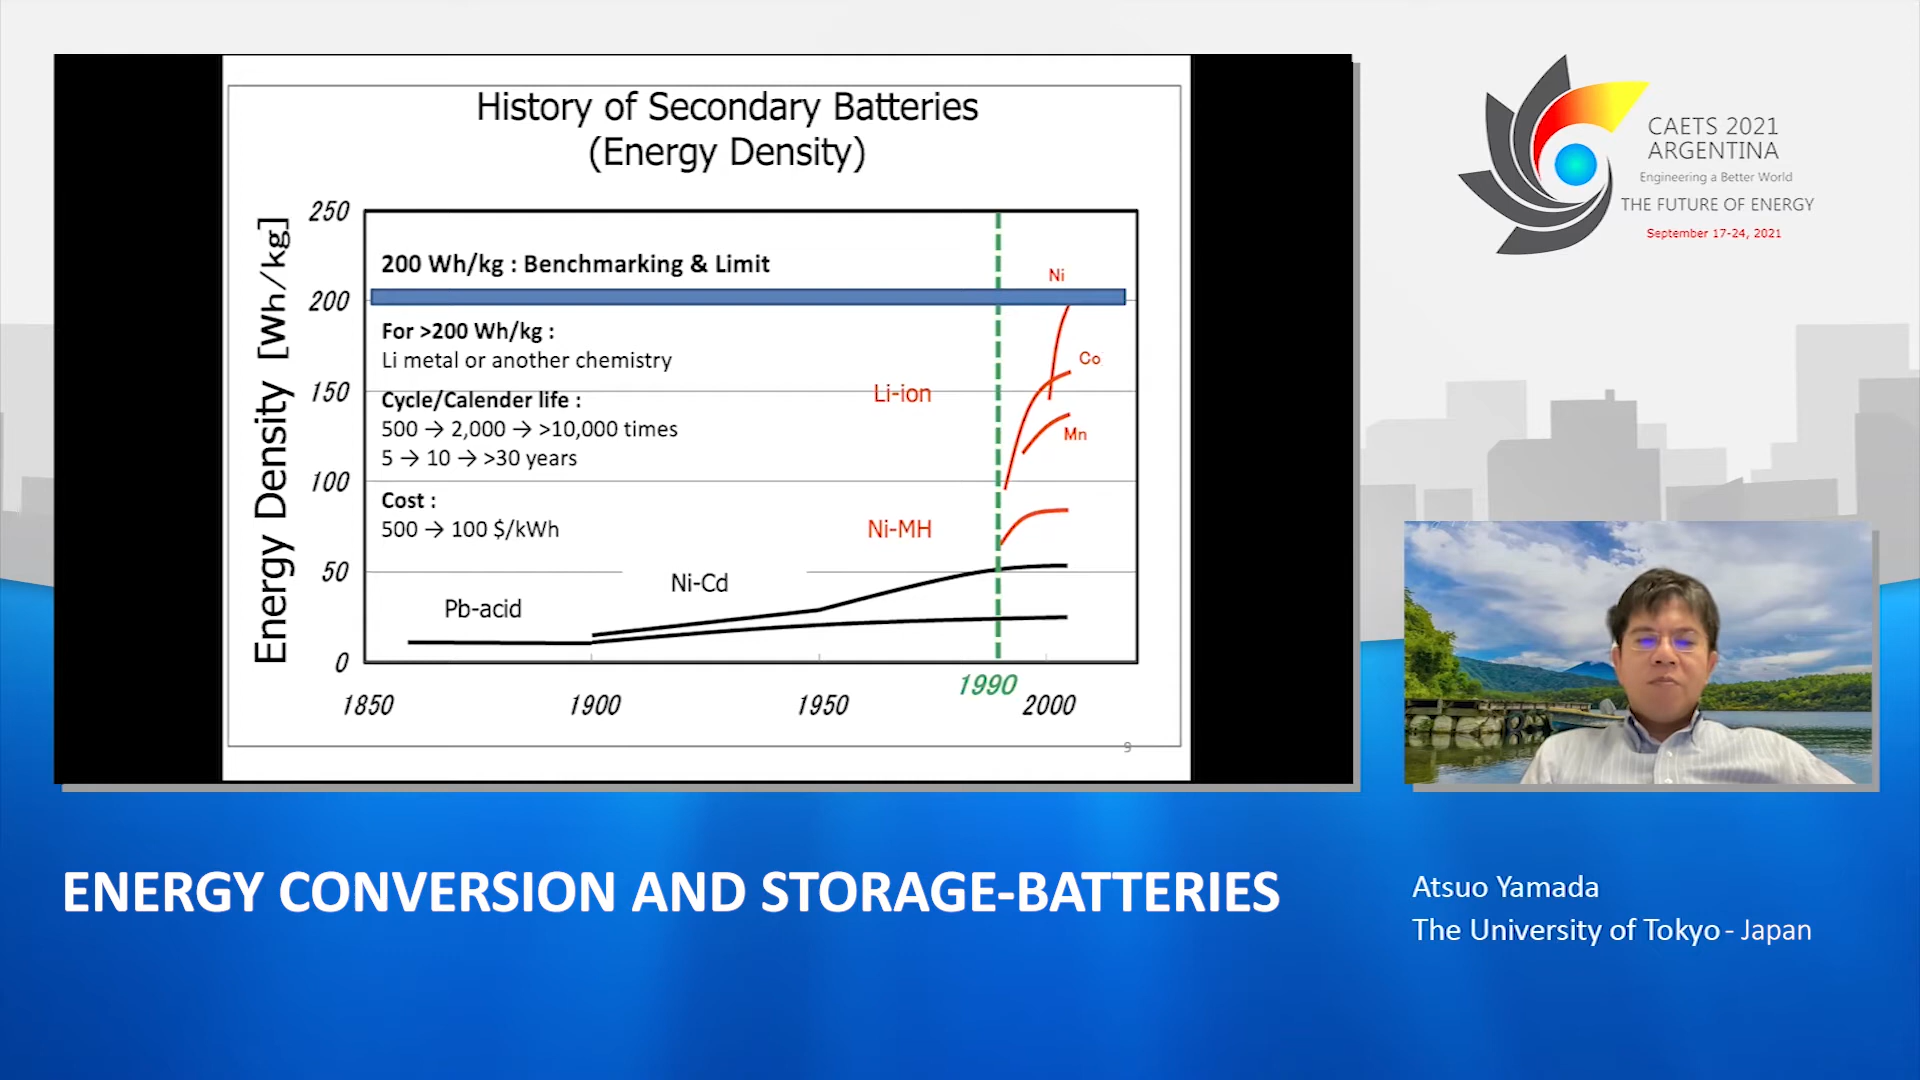 History of Secondary Batteries
(Energy Density)
Energy Density [Wh/kg]
250
200
150
100
50
0
200 Wh/kg : Benchmarking & Limit
For >200 Wh/kg :
Li metal or another chemistry
Cycle/Calender life :
500 → 2,000 → >10,000 times
5 → 10 → >30 years
Cost :
500 → 100 $/kWh
Ni
Co
Li-ion
Mn
Ni-MH
Ni-Cd
Pb-acid
1850
1900
1950
1990
2000
9
CAETS 2021
ARGENTINA
Engineering a Better World
THE FUTURE OF ENERGY
September 17-24, 2021
ENERGY CONVERSION AND STORAGE-BATTERIES
Atsuo Yamada
The University of Tokyo - Japan